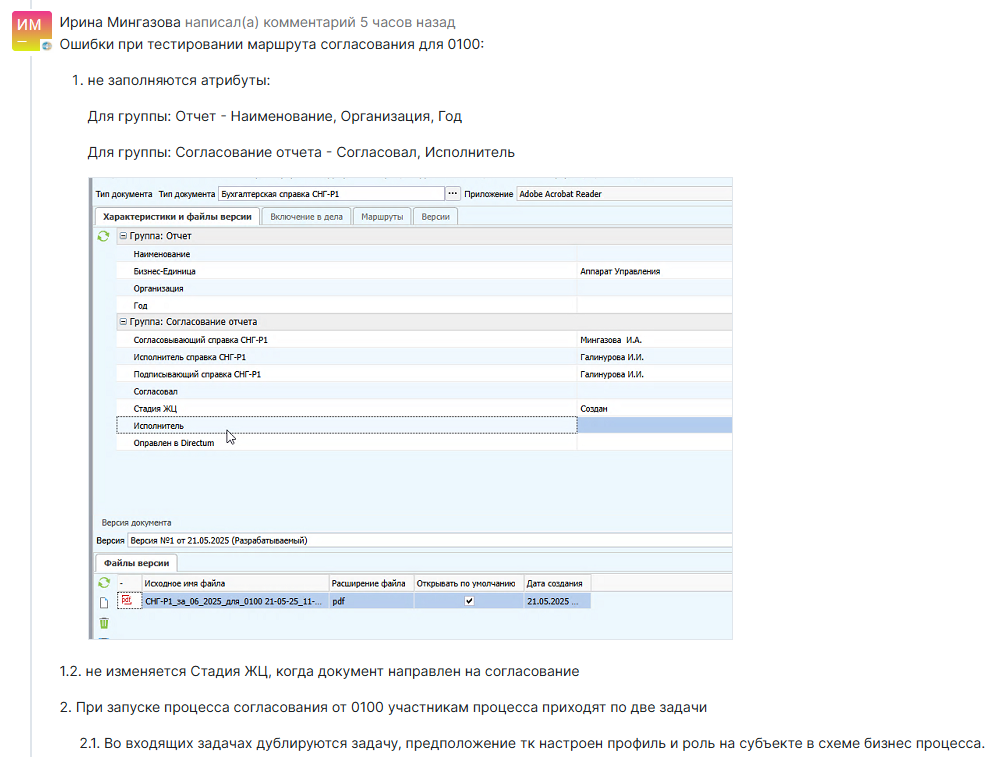 ИМ
Ирина Мингазова написал(а) комментарий 5 часов назад
Ошибки при тестировании маршрута согласования для 0100:
1. не заполняются атрибуты:
Для группы: Отчет - Наименование, Организация, Год
Для группы: Согласование отчета - Согласовал, Исполнитель
Тип документа Тип документа Бухгалтерская справка СНГ-Р1 ... Приложение Adobe Acrobat Reader
Характеристики и файлы версии Включение в дела Маршруты Версии
Группа: Отчет
Наименование
Бизнес-Единица Аппарат Управления
Организация
Год
Группа: Согласование отчета
Согласовывающий справка СНГ-Р1 Мингазова И.А.
Исполнитель справка СНГ-Р1 Галинурова И.И.
Подписывающий справка СНГ-Р1 Галинурова И.И.
Согласовал
Стадия ЖЦ Создан
Исполнитель
Оправлен в Directum
Версия документа
Версия Версия №1 от 21.05.2025 (Разрабатываемый)
Файлы версии
- Исходное имя файла Расширение файла Открывать по умолчанию Дата создания
СНГ-Р1_за_06_2025_для_0100 21-05-25_11-... pdf 21.05.2025 ...
1.2. не изменяется Стадия ЖЦ, когда документ направлен на согласование
2. При запуске процесса согласования от 0100 участникам процесса приходят по две задачи
2.1. Во входящих задачах дублируются задачу, предположение тк настроен профиль и роль на субъекте в схеме бизнес процесса.